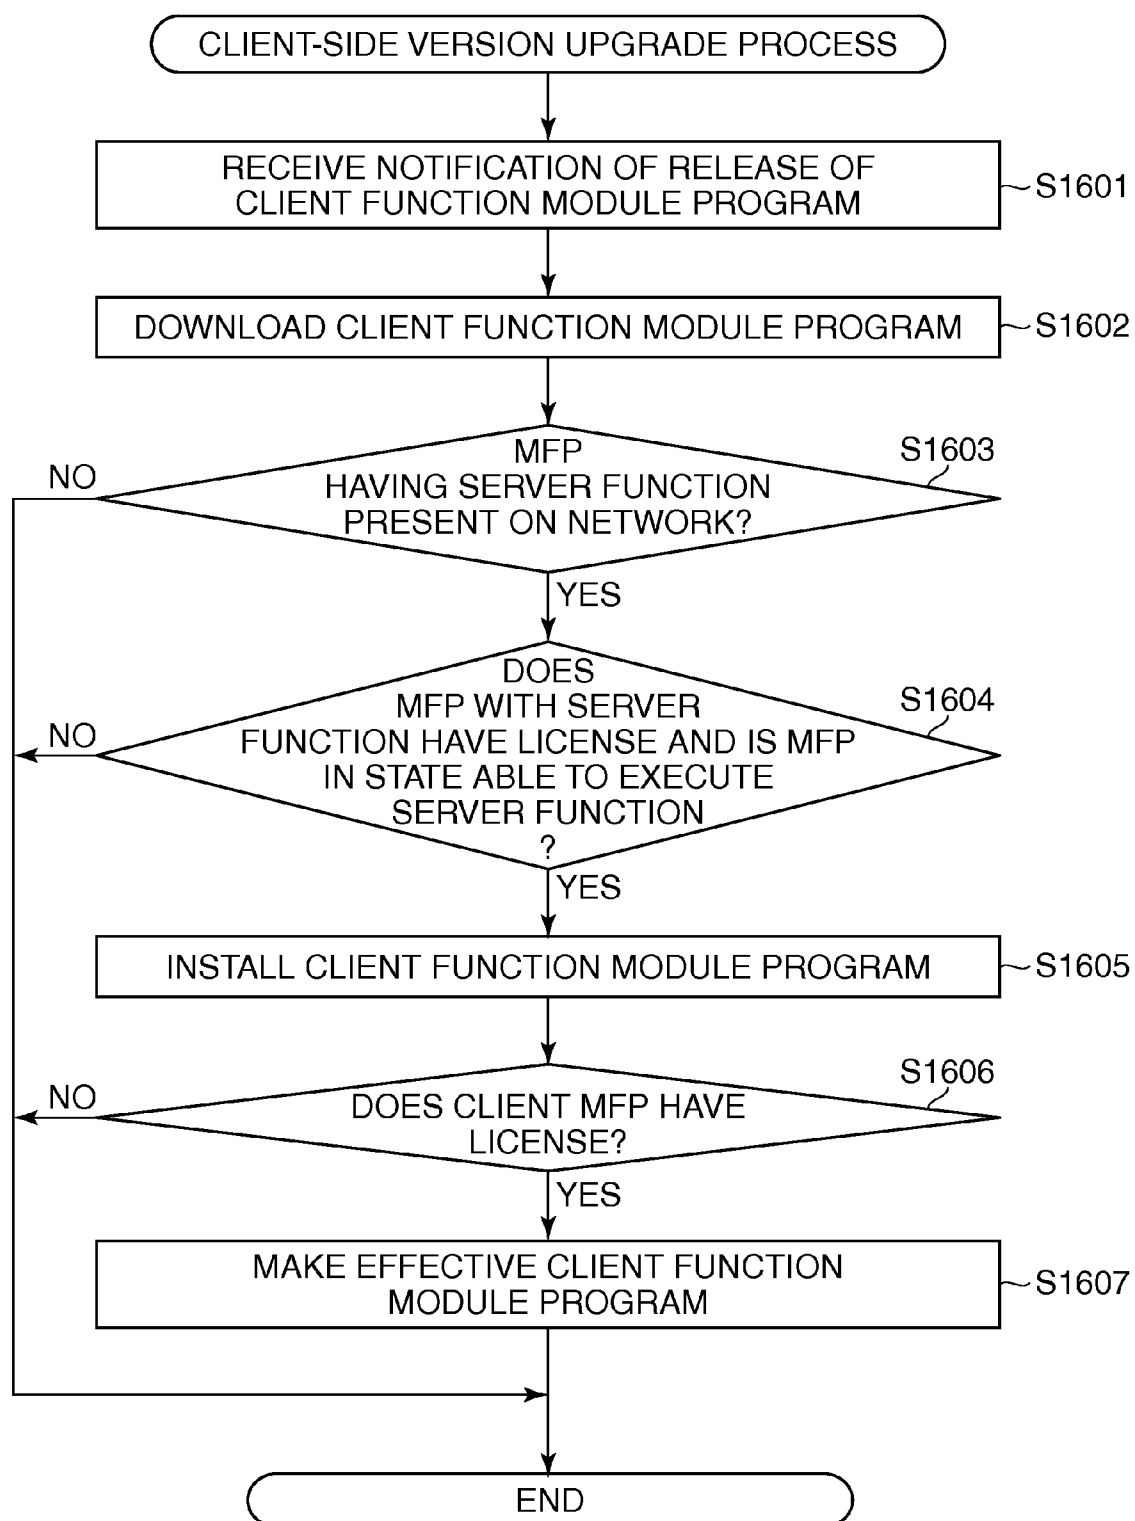 CLIENT-SIDE VERSION UPGRADE PROCESS
RECEIVE NOTIFICATION OF RELEASE OF
CLIENT FUNCTION MODULE PROGRAM
S1601
DOWNLOAD CLIENT FUNCTION MODULE PROGRAM
S1602
MFP
HAVING SERVER FUNCTION
PRESENT ON NETWORK?
S1603
NO
YES
DOES
MFP WITH SERVER
FUNCTION HAVE LICENSE AND IS MFP
IN STATE ABLE TO EXECUTE
SERVER FUNCTION
?
S1604
NO
YES
INSTALL CLIENT FUNCTION MODULE PROGRAM
S1605
DOES CLIENT MFP HAVE
LICENSE?
S1606
NO
YES
MAKE EFFECTIVE CLIENT FUNCTION
MODULE PROGRAM
S1607
END